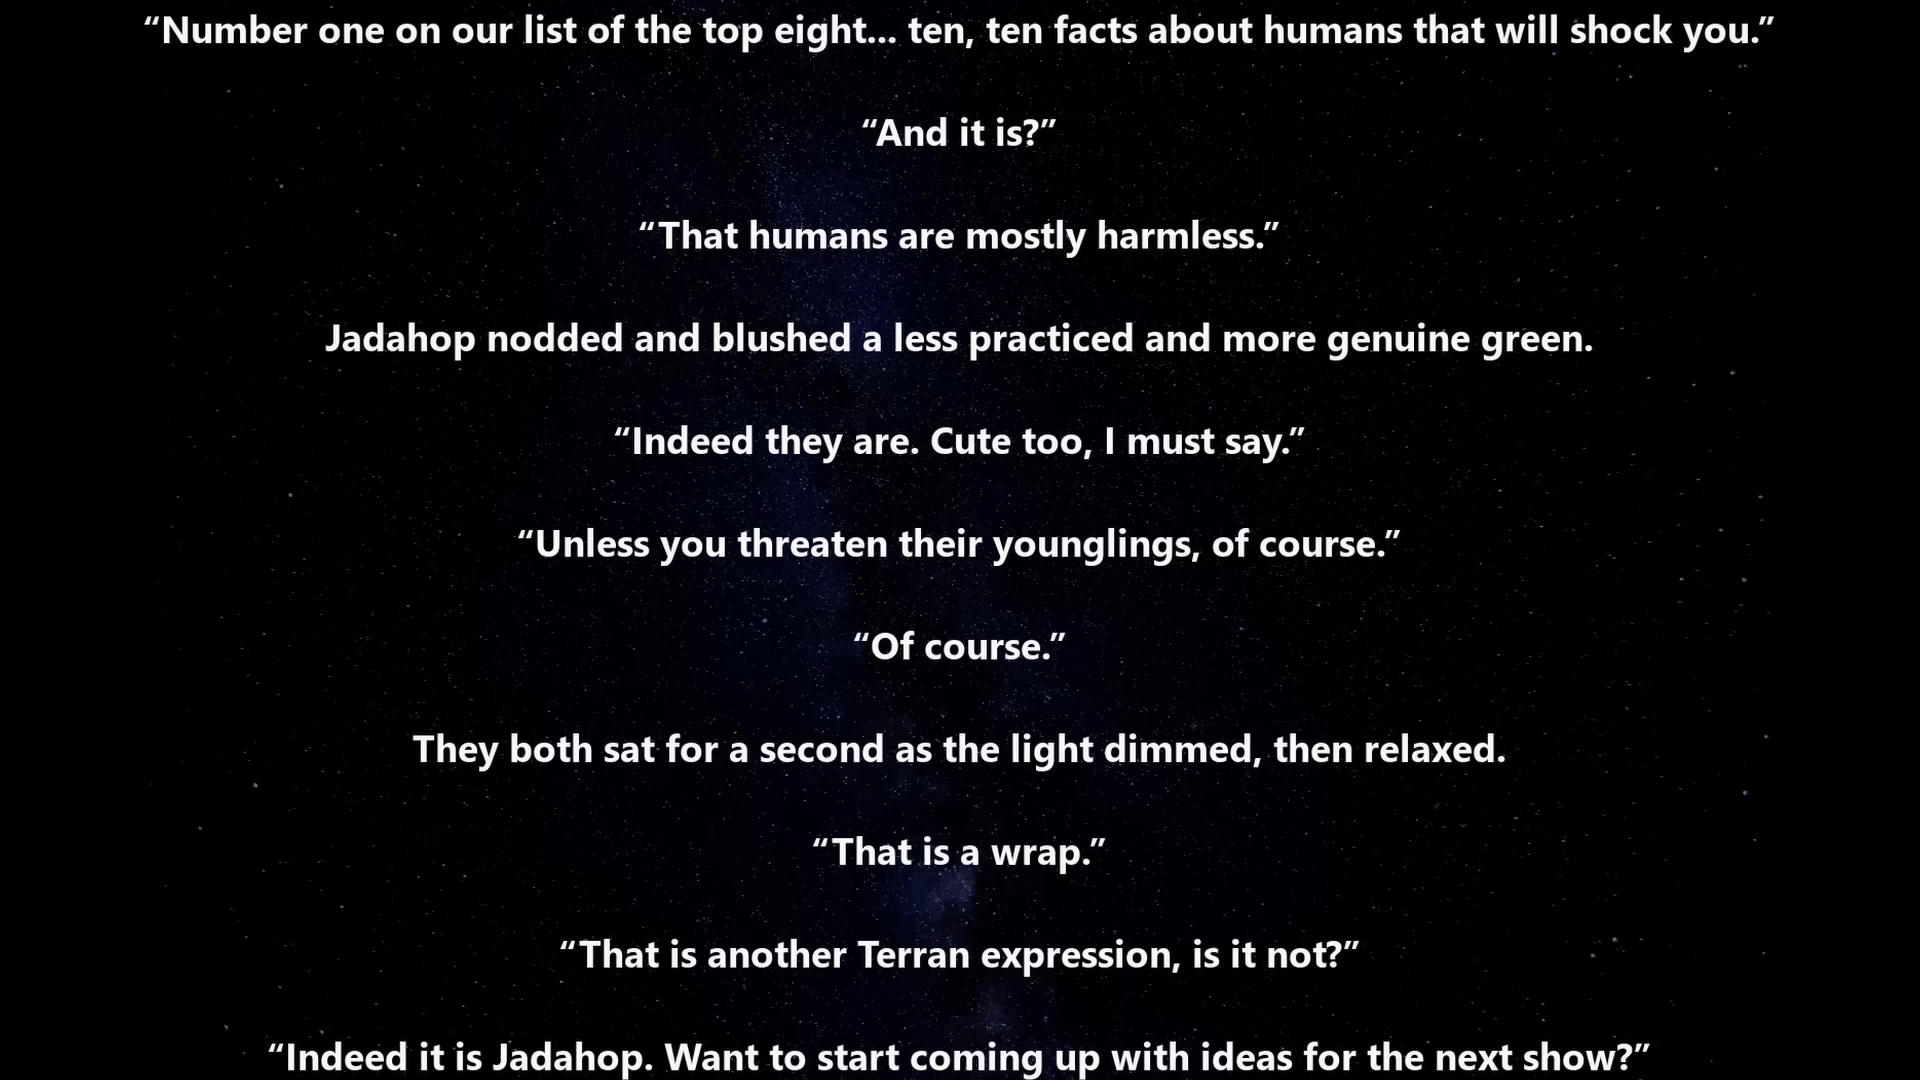 “Number one on our list of the top eight... ten, ten facts about humans that will shock you.”
“And it is?”
“That humans are mostly harmless.”
Jadahop nodded and blushed a less practiced and more genuine green.
“Indeed they are. Cute too, I must say.”
“Unless you threaten their younglings, of course.”
“Of course.”
They both sat for a second as the light dimmed, then relaxed.
“That is a wrap.”
“That is another Terran expression, is it not?”
“Indeed it is Jadahop. Want to start coming up with ideas for the next show?”